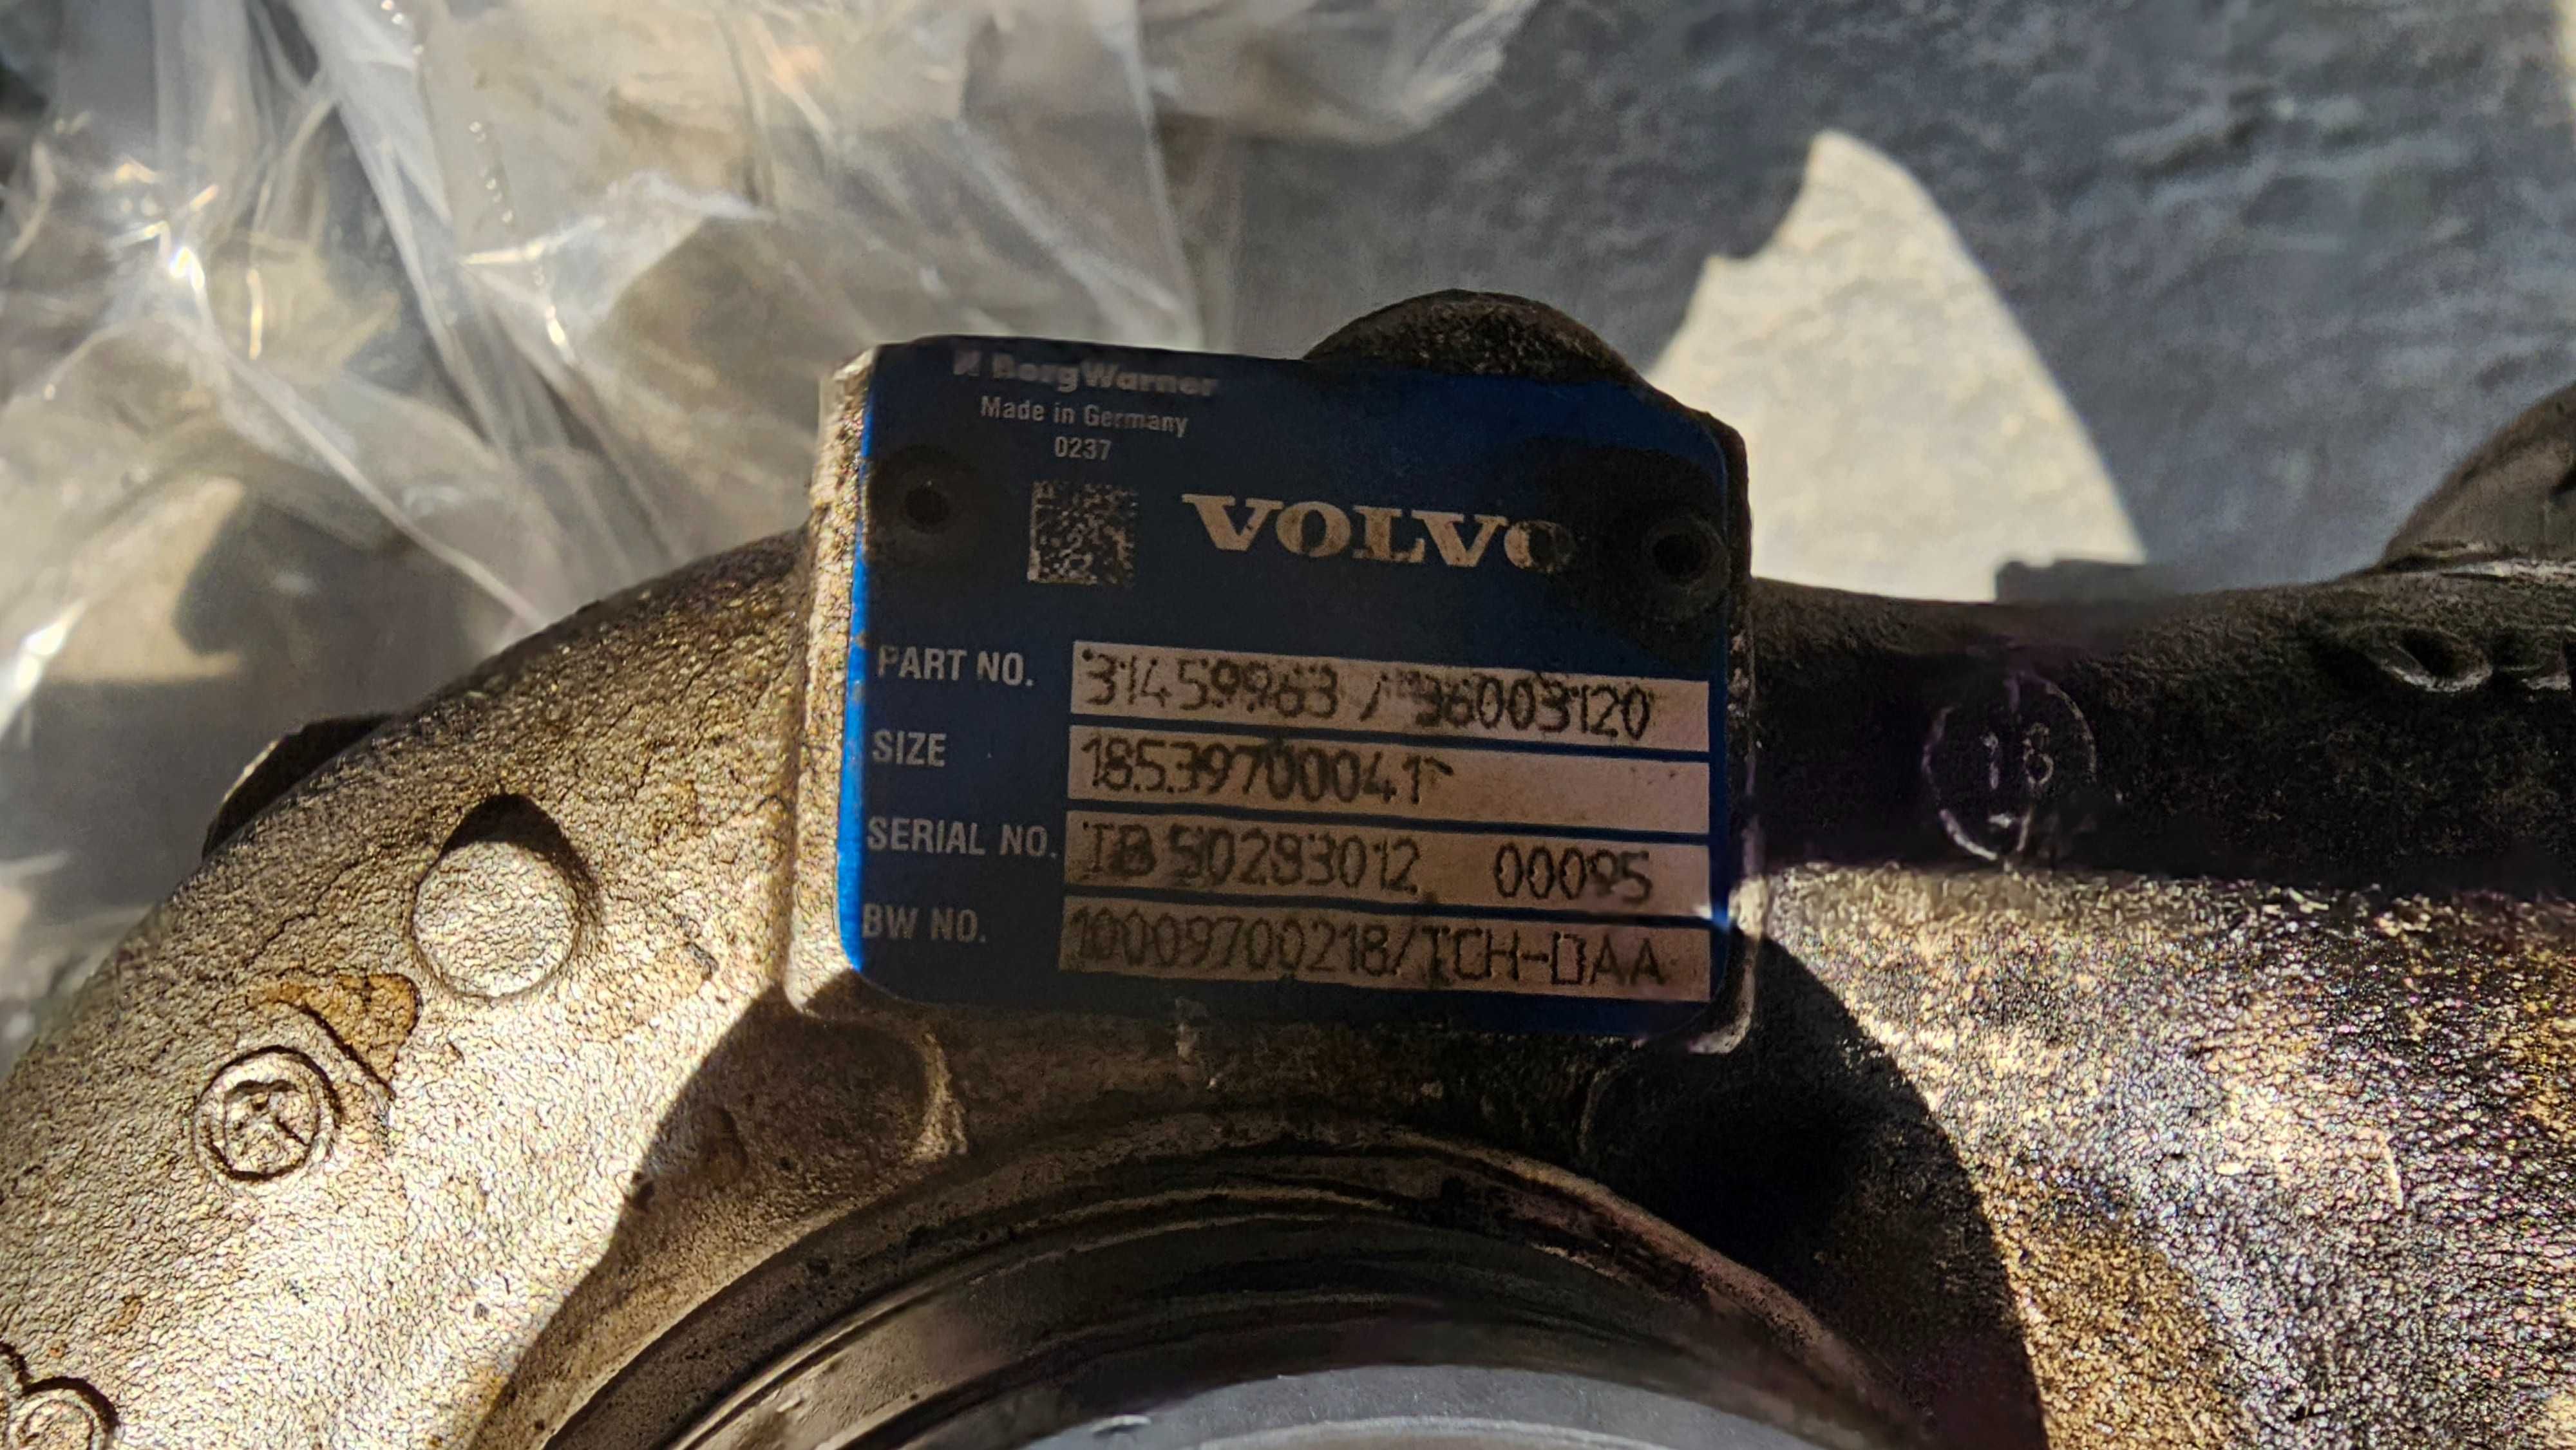 BorgWarner
Made in Germany
0237
VOLVO
PART NO. 31459963 / 36003120
SIZE 18539700041
SERIAL NO. 00095
BW NO. 10009700218/TCH-DAA